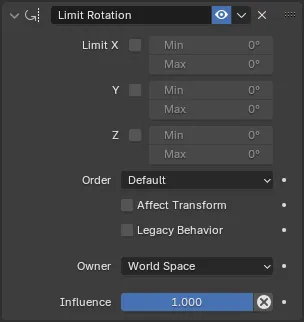 Limit Rotation
Limit X Min 0°
Max 0°
Y Min 0°
Max 0°
Z Min 0°
Max 0°
Order Default
Affect Transform
Legacy Behavior
Owner World Space
Influence 1.000